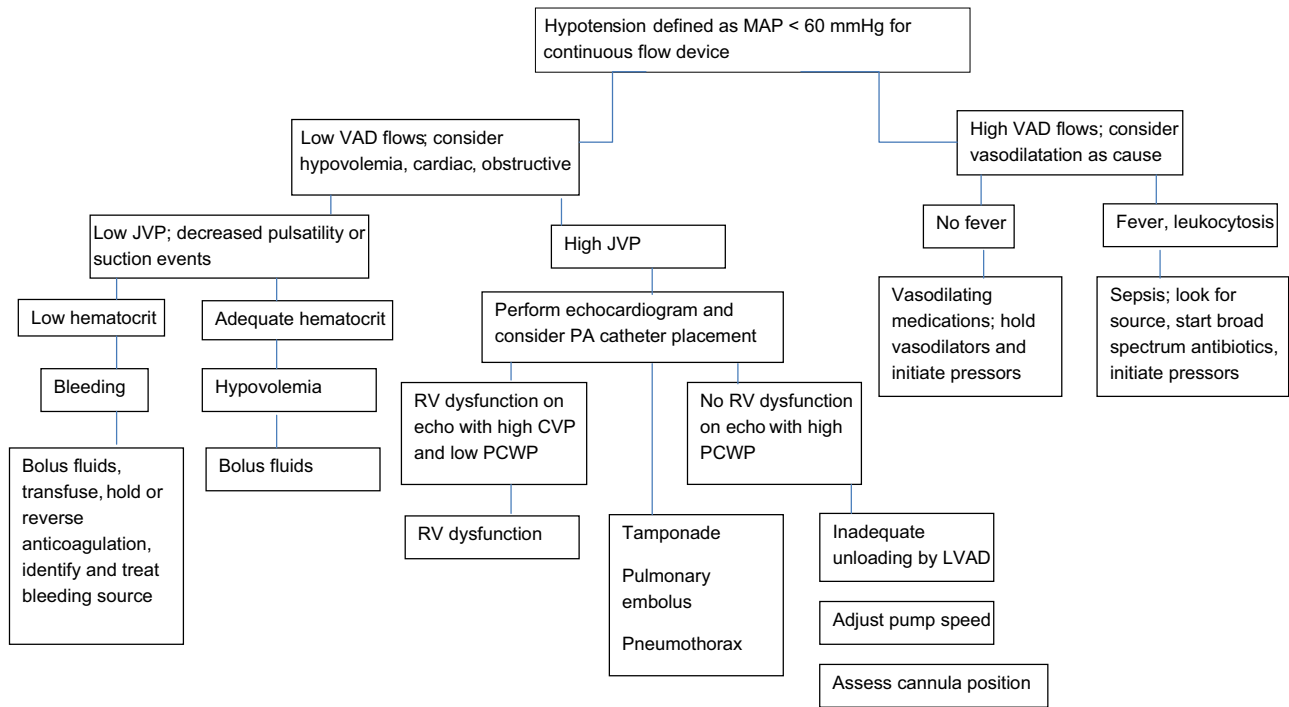 Hypotension defined as MAP < 60 mmHg for
continuous flow device
Low VAD flows; consider
hypovolemia, cardiac, obstructive
High VAD flows; consider
vasodilatation as cause
Low JVP; decreased pulsatility or
suction events
High JVP
No fever
Fever, leukocytosis
Low hematocrit
Adequate hematocrit
Perform echocardiogram and
consider PA catheter placement
Vasodilating
medications; hold
vasodilators and
initiate pressors
Sepsis; look for
source, start broad
spectrum antibiotics,
initiate pressors
Bleeding
Hypovolemia
RV dysfunction on
echo with high CVP
and low PCWP
No RV dysfunction
on echo with high
PCWP
Bolus fluids,
transfuse, hold or
reverse
anticoagulation,
identify and treat
bleeding source
Bolus fluids
RV dysfunction
Tamponade
Pulmonary
embolus
Pneumothorax
Inadequate
unloading by LVAD
Adjust pump speed
Assess cannula position